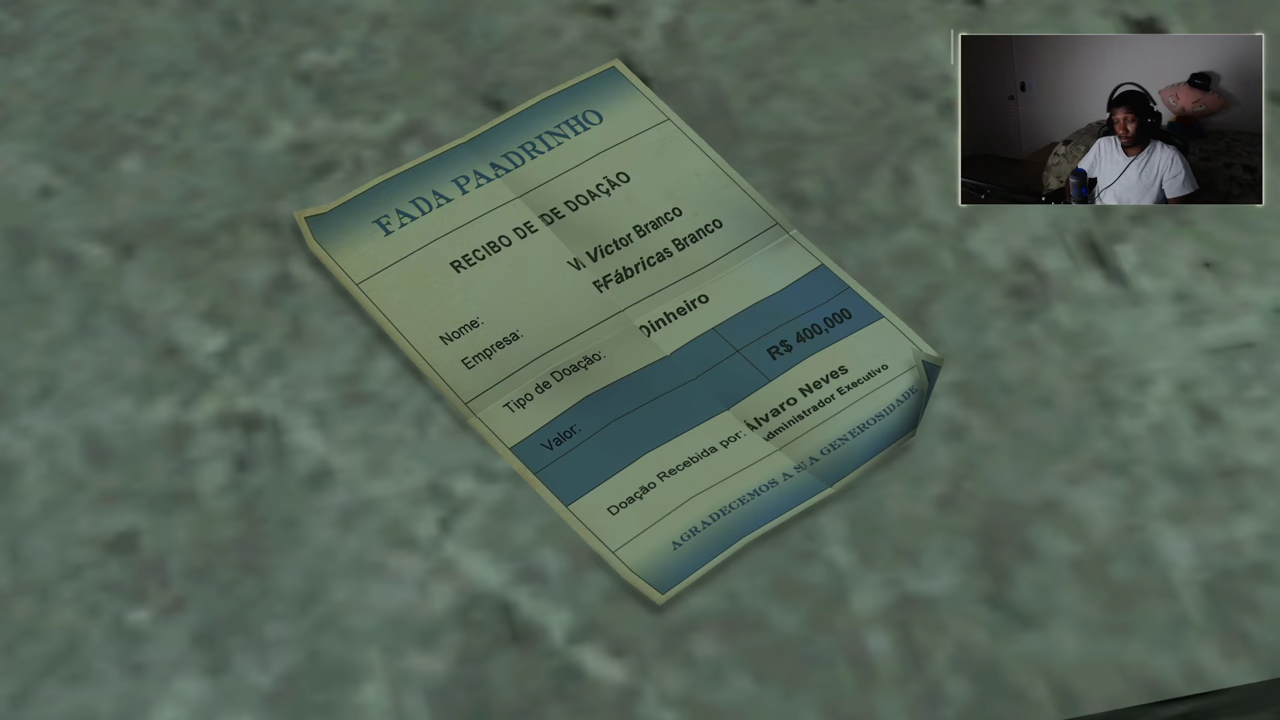 FADA PAADRINHO
RECIBO DE DE DOAÇÃO
Nome: V. Victor Branco
Empresa: FFábricas Branco
Tipo de Doação: Dinheiro
Valor: R$ 400,000
Doação Recebida por: Álvaro Neves
Administrador Executivo
AGRADECEMOS A SUA GENEROSIDADE